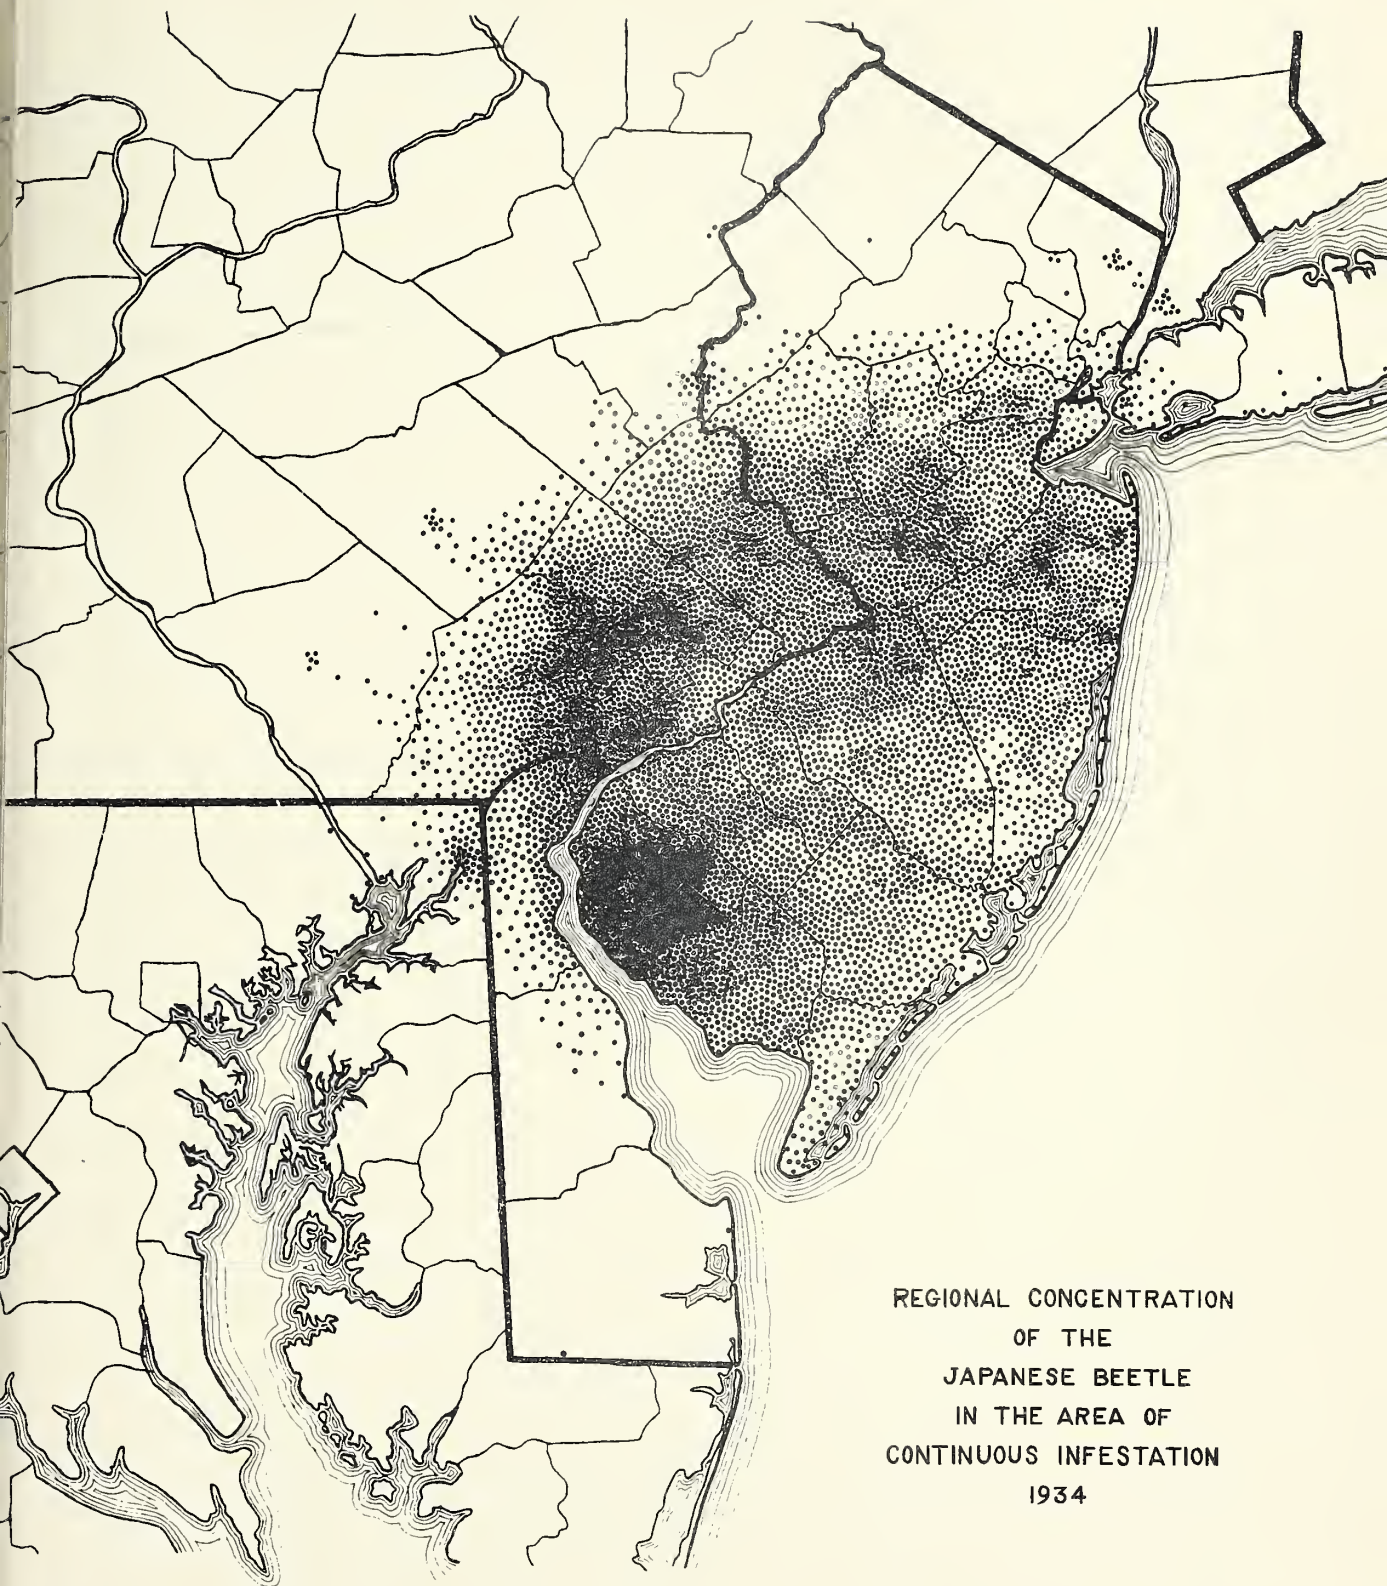 REGIONAL CONCENTRATION
OF THE
JAPANESE BEETLE
IN THE AREA OF
CONTINUOUS INFESTATION
1934